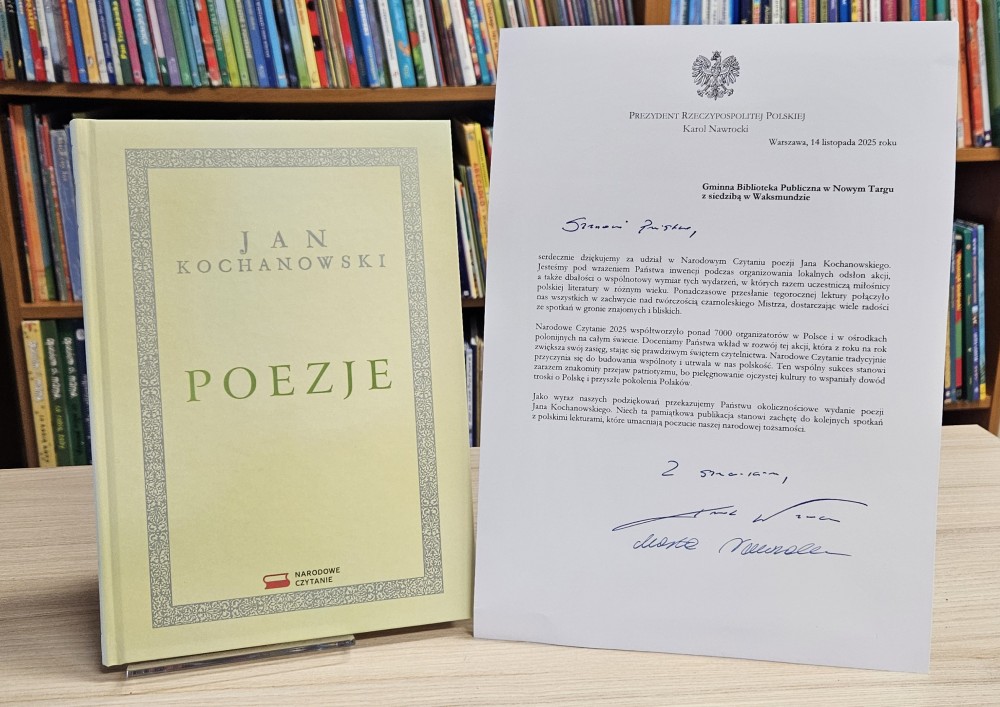 JAN
KOCHANOWSKI
POEZJE
NARODOWE
CZYTANIE
PREZYDENT RZECZYPOSPOLITEJ POLSKIEJ
Karol Nawrocki
Warszawa, 14 listopada 2025 roku
Gminna Biblioteka Publiczna w Nowym Targu
z siedzibą w Waksmundzie
Szanowni Państwo,
serdecznie dziękujemy za udział w Narodowym Czytaniu poezji Jana Kochanowskiego.
Jesteśmy pod wrażeniem Państwa inwencji podczas organizowania lokalnych odsłon akcji,
a także dbałości o wspólnotowy wymiar tych wydarzeń, w których razem uczestniczą miłośnicy
polskiej literatury w różnym wieku. Ponadczasowe przesłanie tegorocznej lektury połączyło
nas wszystkich w zachwycie nad twórczością czarnoleskiego Mistrza, dostarczając wiele radości
ze spotkań w gronie znajomych i bliskich.
Narodowe Czytanie 2025 współtworzyło ponad 7000 organizatorów w Polsce i w ośrodkach
polonijnych na całym świecie. Doceniamy Państwa wkład w rozwój tej akcji, która z roku na rok
zwiększa swój zasięg, stając się prawdziwym świętem czytelnictwa. Narodowe Czytanie tradycyjnie
przyczynia się do budowania wspólnoty i utrwala w nas polskość. Ten wspólny sukces stanowi
zarazem znakomity przejaw patriotyzmu, bo pielęgnowanie ojczystej kultury to wspaniały dowód
troski o Polskę i przyszłe pokolenia Polaków.
Jako wyraz naszych podziękowań przekazujemy Państwu okolicznościowe wydanie poezji
Jana Kochanowskiego. Niech ta pamiątkowa publikacja stanowi zachętę do kolejnych spotkań
z polskimi lekturami, które umacniają poczucie naszej narodowej tożsamości.
Z szacunkiem,
Marta Nawrocka